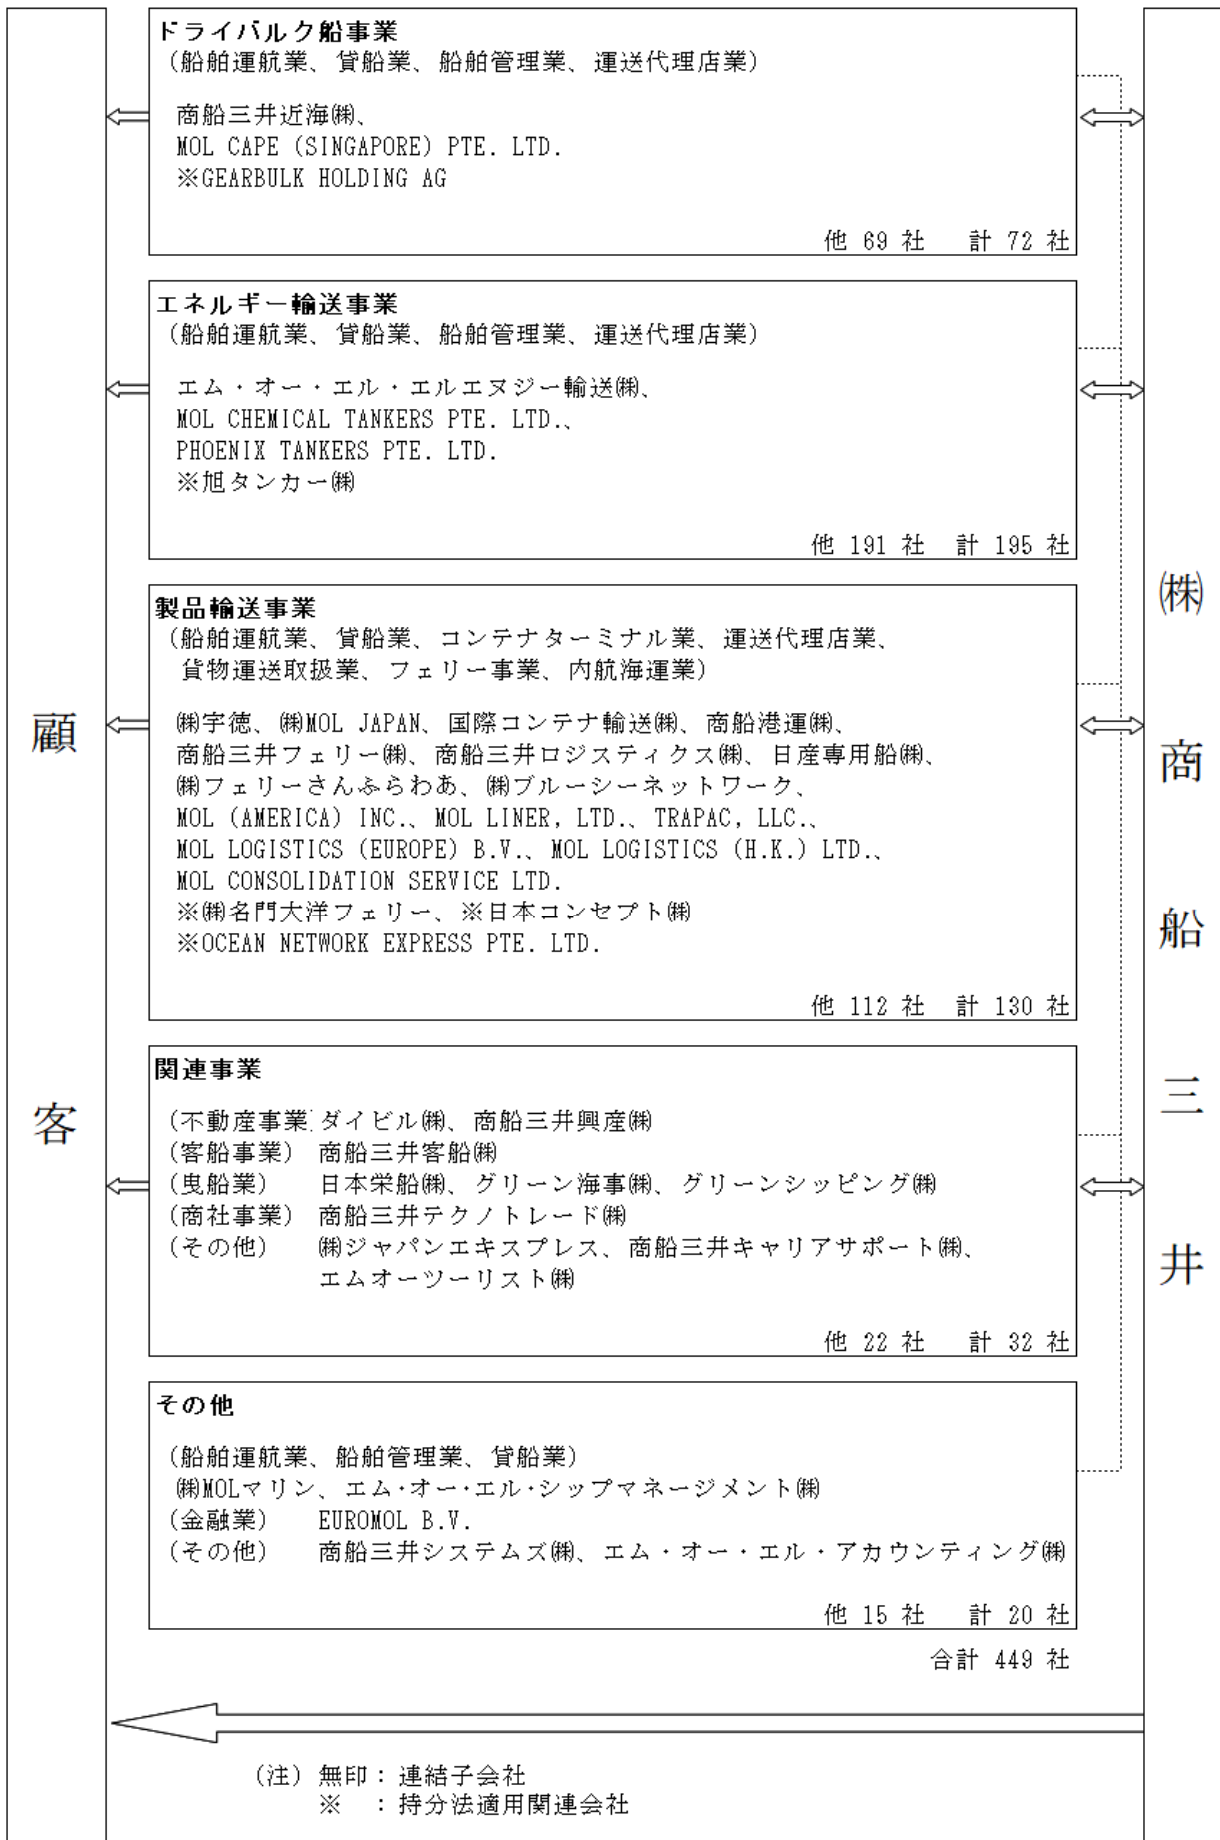 ドライバルク船事業
(船舶運航業、貸船業、船舶管理業、運送代理店業)
商船三井近海㈱、
MOL CAPE (SINGAPORE) PTE. LTD.
※GEARBULK HOLDING AG
他 69 社 計 72 社
エネルギー輸送事業
(船舶運航業、貸船業、船舶管理業、運送代理店業)
エム・オー・エル・エルエヌジー輸送㈱、
MOL CHEMICAL TANKERS PTE. LTD.、
PHOENIX TANKERS PTE. LTD.
※旭タンカー㈱
他 191 社 計 195 社
製品輸送事業
(船舶運航業、貸船業、コンテナターミナル業、運送代理店業、
貨物運送取扱業、フェリー事業、内航海運業)
㈱宇徳、㈱MOL JAPAN、国際コンテナ輸送㈱、商船港運㈱、
商船三井フェリー㈱、商船三井ロジスティクス㈱、日産専用船㈱、
㈱フェリーさんふらわあ、㈱ブルーシーネットワーク、
MOL (AMERICA) INC.、MOL LINER, LTD.、TRAPAC, LLC.、
MOL LOGISTICS (EUROPE) B.V.、MOL LOGISTICS (H.K.) LTD.、
MOL CONSOLIDATION SERVICE LTD.
※㈱名門大洋フェリー、※日本コンセプト㈱
※OCEAN NETWORK EXPRESS PTE. LTD.
他 112 社 計 130 社
関連事業
(不動産事業)ダイビル㈱、商船三井興産㈱
(客船事業) 商船三井客船㈱
(曳船業) 日本栄船㈱、グリーン海事㈱、グリーンシッピング㈱
(商社事業) 商船三井テクノトレード㈱
(その他) ㈱ジャパンエキスプレス、商船三井キャリアサポート㈱、
エムオーツーリスト㈱
他 22 社 計 32 社
その他
(船舶運航業、船舶管理業、貸船業)
㈱MOLマリン、エム・オー・エル・シップマネージメント㈱
(金融業) EUROMOL B.V.
(その他) 商船三井システムズ㈱、エム・オー・エル・アカウンティング㈱
他 15 社 計 20 社
合計 449 社
顧客
㈱商船三井
(注) 無印：連結子会社
※ ：持分法適用関連会社